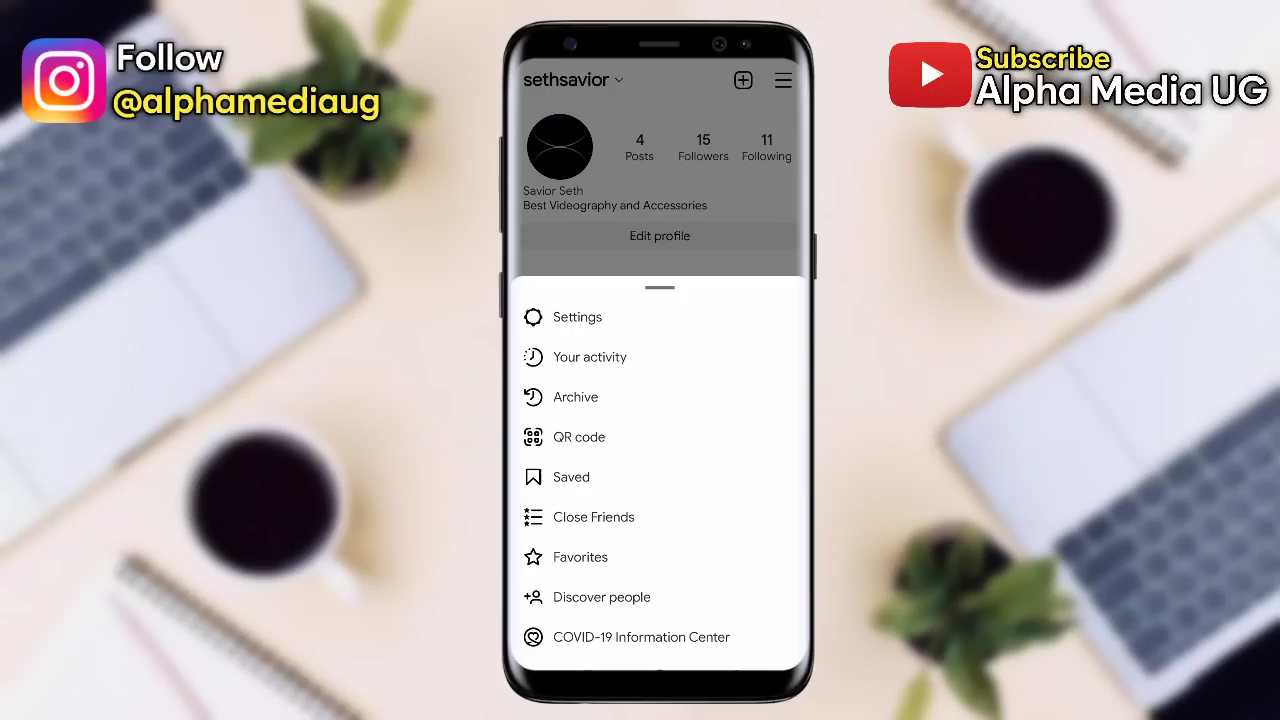 Follow
@alphamediaug
Subscribe
Alpha Media UG
sethsavior
4
Posts
15
Followers
11
Following
Savior Seth
Best Videography and Accessories
Edit profile
Settings
Your activity
Archive
QR code
Saved
Close Friends
Favorites
Discover people
COVID-19 Information Center